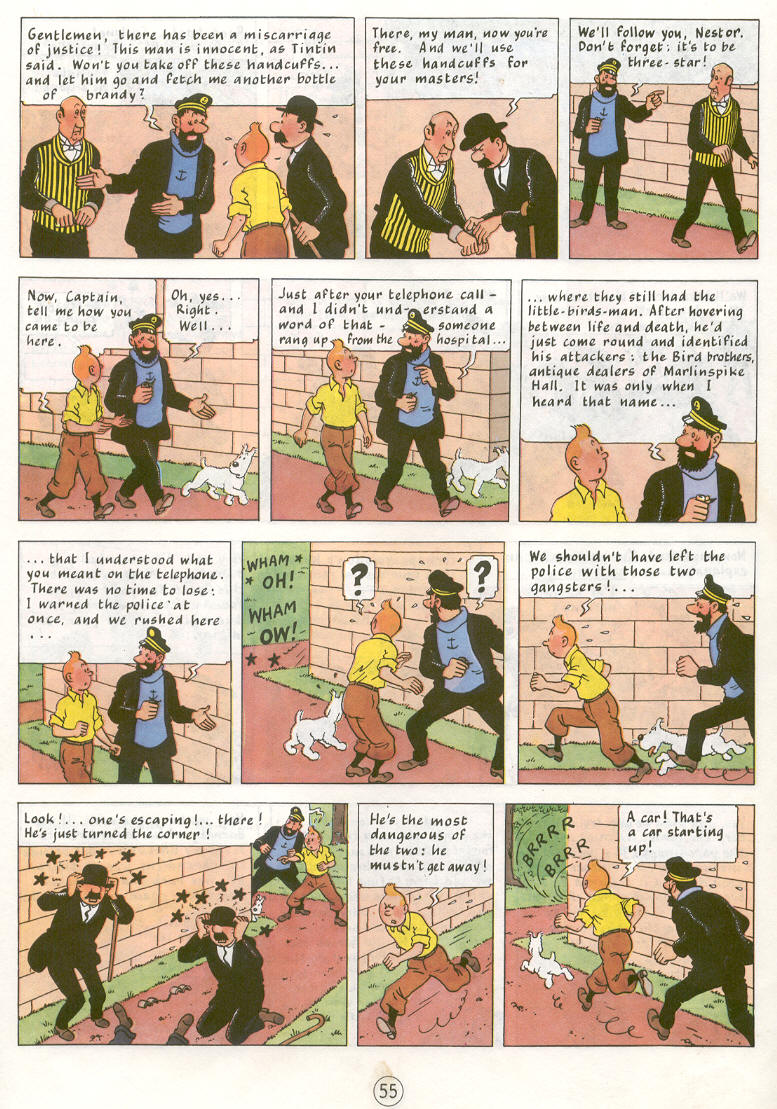 Gentlemen, there has been a miscarriage
of justice! This man is innocent, as Tintin
said. Won't you take off these handcuffs...
and let him go and fetch me another bottle
of brandy?
There, my man, now you're
free. And we'll use
these handcuffs for
your masters!
We'll follow you, Nestor.
Don't forget: it's to be
three-star!
Now, Captain,
tell me how you
came to be
here.
Oh, yes...
Right.
Well...
Just after your telephone call -
and I didn't und-erstand a
word of that - someone
rang up from the hospital...
... where they still had the
little-birds-man. After hovering
between life and death, he'd
just come round and identified
his attackers: the Bird brothers,
antique dealers of Marlinspike
Hall. It was only when I
heard that name...
... that I understood what
you meant on the telephone.
There was no time to lose:
I warned the police at
once, and we rushed here
...
WHAM
OH!
WHAM
OW!
?
?
We shouldn't have left the
police with those two
gangsters!...
Look!... one's escaping!... there!
He's just turned the corner!
He's the most
dangerous of
the two: he
mustn't get away!
BRRRR
BRRR
A car! That's
a car starting
up!
55